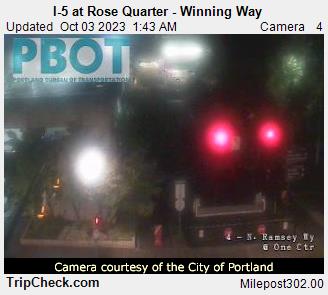 I-5 at Rose Quarter - Winning Way
Updated Oct 03 2023 1:43 AM Camera 4
PBOT
PORTLAND BUREAU OF TRANSPORTATION
4 - N. Ramsey Wy
@ One Ctr
Camera courtesy of the City of Portland
TripCheck.com Milepost302.00